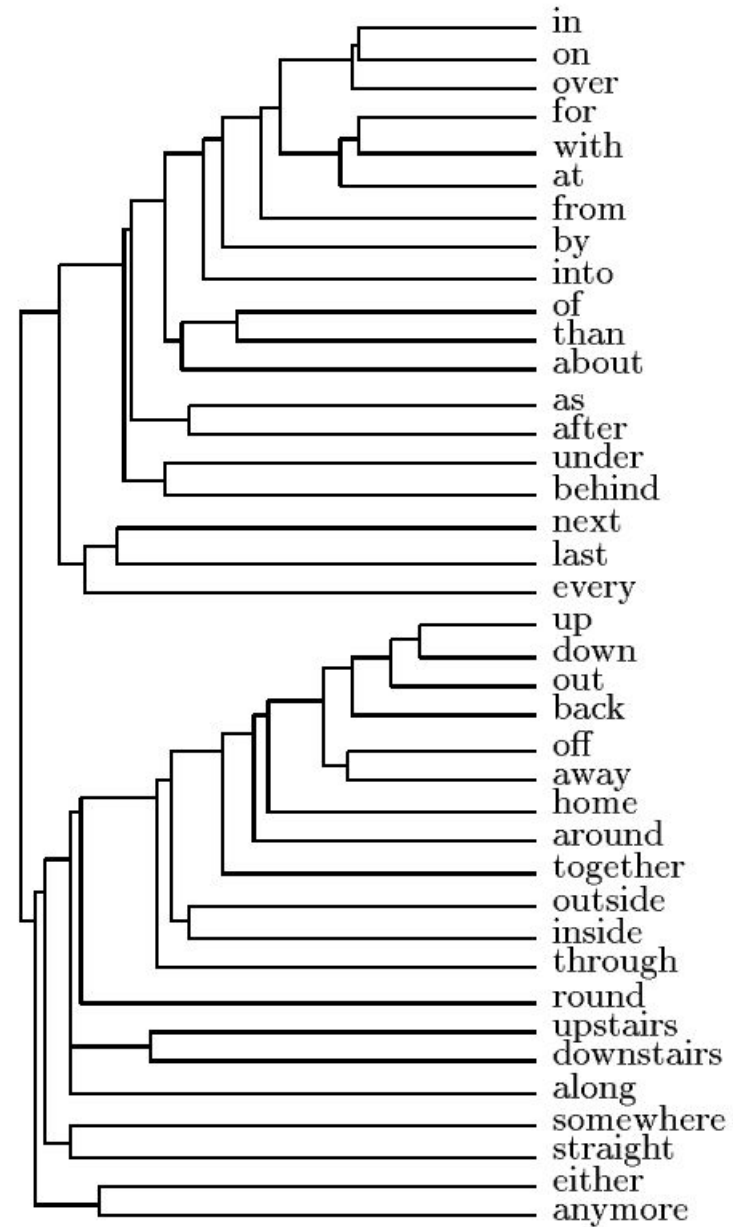 in
on
over
for
with
at
from
by
into
of
than
about
as
after
under
behind
next
last
every
up
down
out
back
off
away
home
around
together
outside
inside
through
round
upstairs
downstairs
along
somewhere
straight
either
anymore